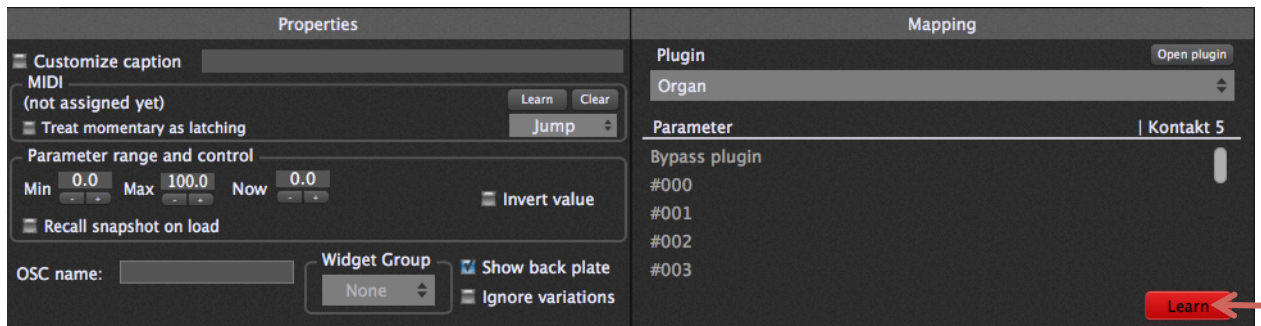 Properties
Customize caption
MIDI
(not assigned yet)
Learn Clear
Treat momentary as latching
Jump
Parameter range and control
Min 0.0 Max 100.0 Now 0.0
- + - + - +
Invert value
Recall snapshot on load
OSC name:
Widget Group
None
Show back plate
Ignore variations
Mapping
Plugin
Open plugin
Organ
Parameter | Kontakt 5
Bypass plugin
#000
#001
#002
#003
Learn